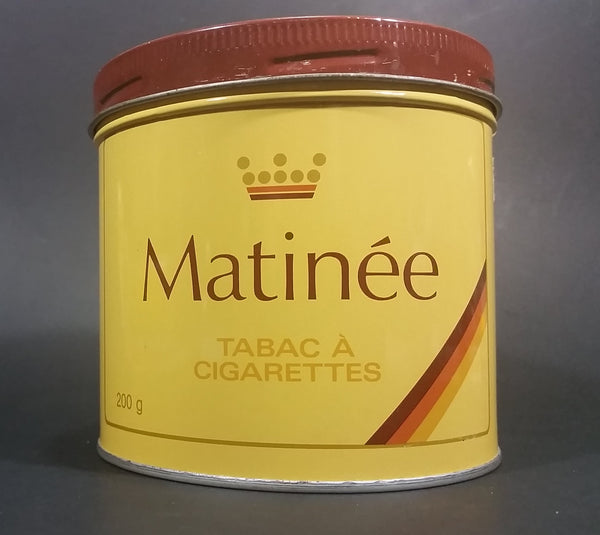 Matinée
TABAC À
CIGARETTES
200 g